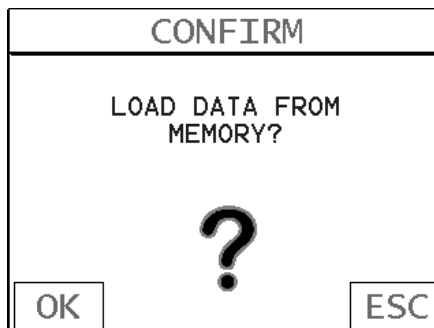 CONFIRM
LOAD DATA FROM
MEMORY?
?
OK
ESC